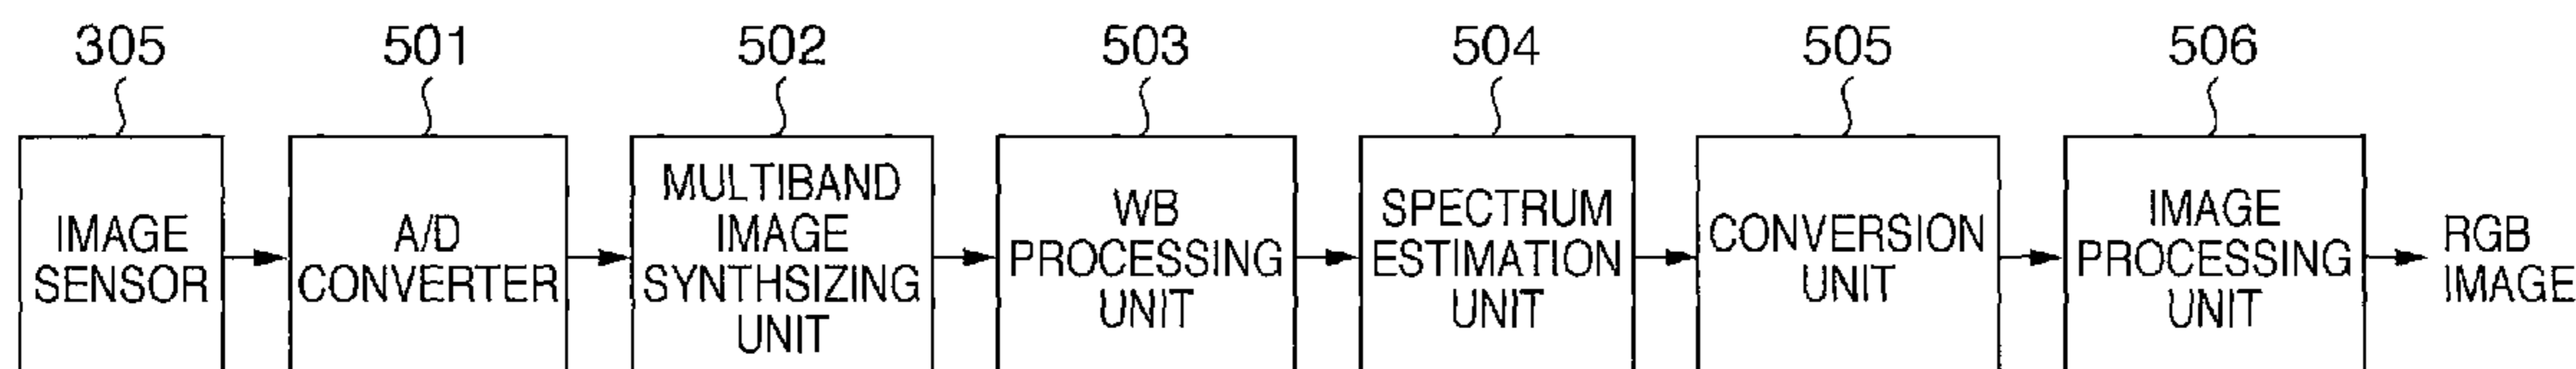 305
501
502
503
504
505
506
IMAGE
SENSOR
A/D
CONVERTER
MULTIBAND
IMAGE
SYNTHSIZING
UNIT
WB
PROCESSING
UNIT
SPECTRUM
ESTIMATION
UNIT
CONVERSION
UNIT
IMAGE
PROCESSING
UNIT
RGB
IMAGE